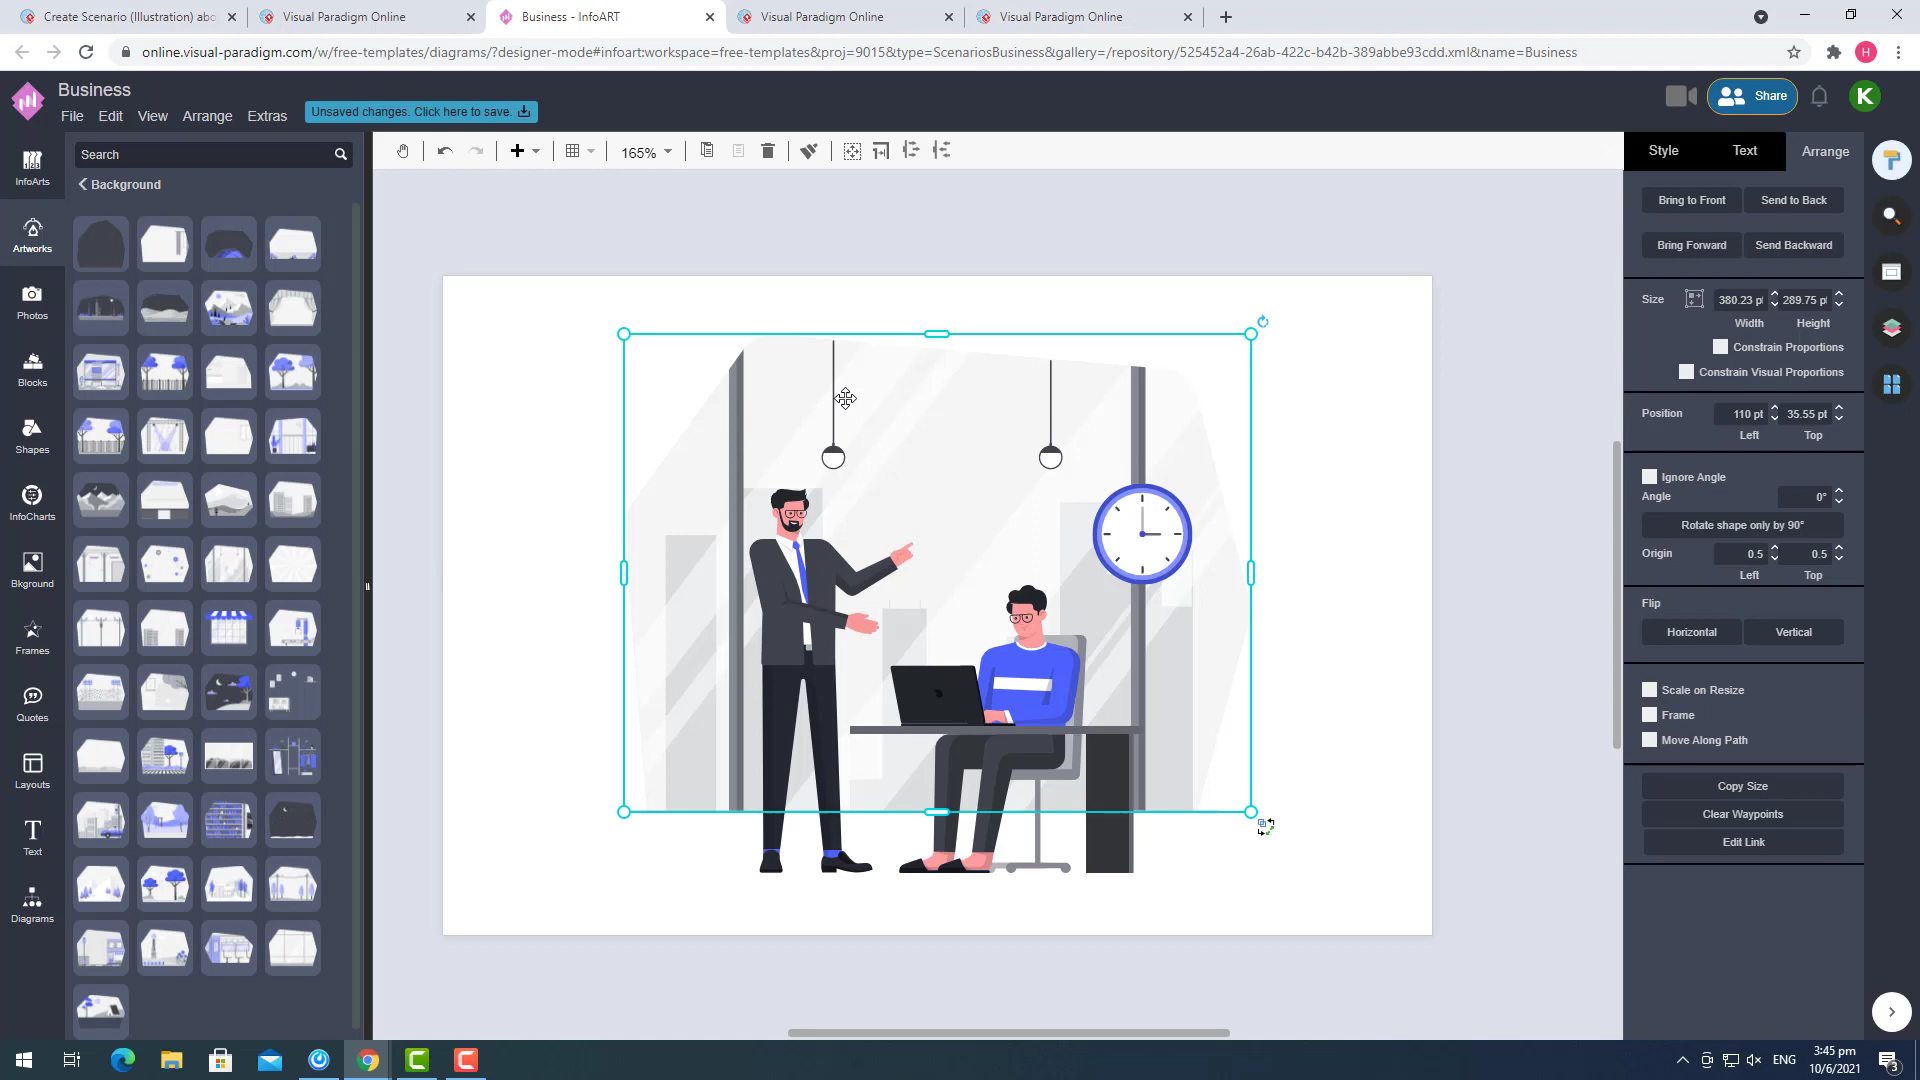 Create Scenario (Illustration) abo
Visual Paradigm Online
Business - InfoART
Visual Paradigm Online
Visual Paradigm Online
online.visual-paradigm.com/w/free-templates/diagrams/?designer-mode#infoart:workspace=free-templates&proj=9015&type=ScenariosBusiness&gallery=/repository/525452a4-26ab-422c-b42b-389abbe93cdd.xml&name=Business
H
Business
File Edit View Arrange Extras
Unsaved changes. Click here to save.
Share
K
InfoArts
Artworks
Photos
Blocks
Shapes
InfoCharts
Bkground
Frames
Quotes
Layouts
Text
Diagrams
Search
Background
165%
Style Text Arrange
Bring to Front Send to Back
Bring Forward Send Backward
Size 380.23 p 289.75 p
Width Height
Constrain Proportions
Constrain Visual Proportions
Position 110 pt 35.55 pt
Left Top
Ignore Angle
Angle 0°
Rotate shape only by 90°
Origin 0.5 0.5
Left Top
Flip
Horizontal Vertical
Scale on Resize
Frame
Move Along Path
Copy Size
Clear Waypoints
Edit Link
ENG
3:45 pm
10/6/2021
3